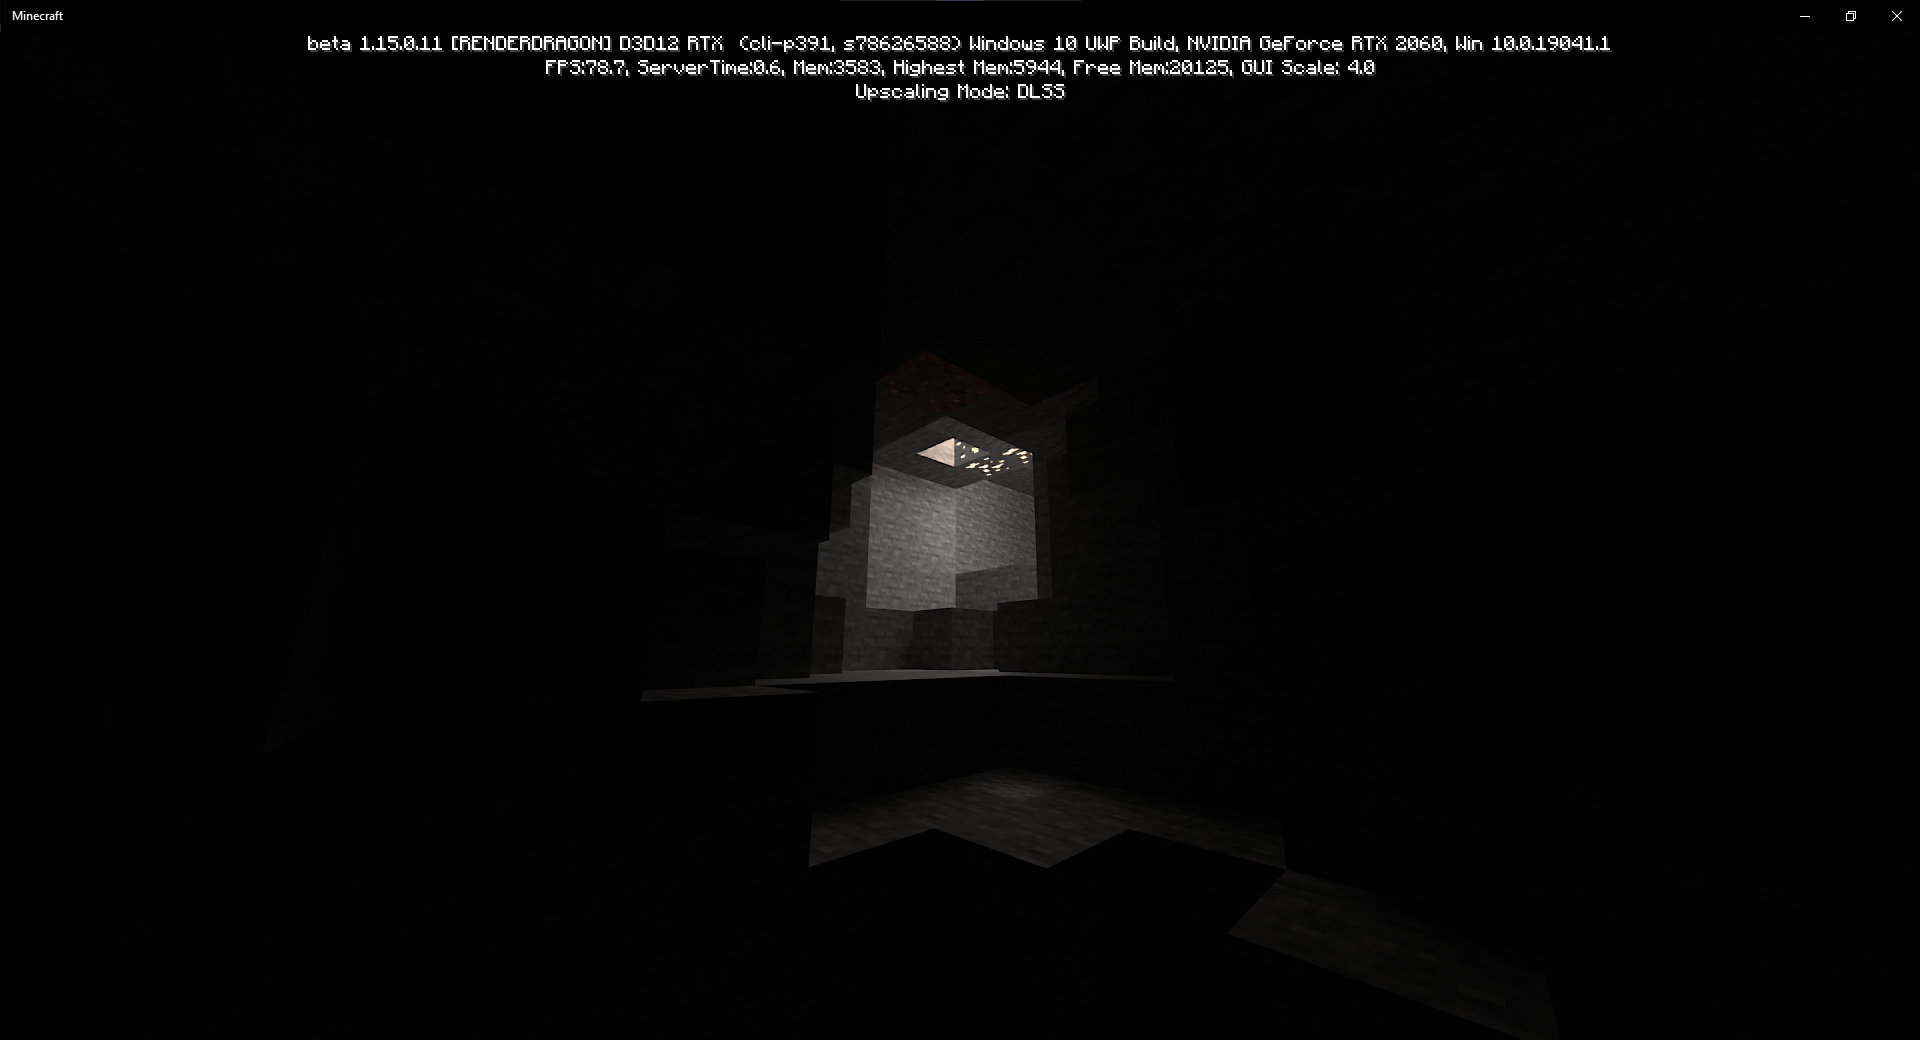 Minecraft
beta 1.15.0.11 [RENDERDRAGON] D3D12 RTX  (cli-p391, s78626588) Windows 10 UWP Build, NVIDIA GeForce RTX 2060, Win 10.0.19041.1
FPS:78.7, ServerTime:0.6, Mem:3583, Highest Mem:5944, Free Mem:20125, GUI Scale: 4.0
Upscaling Mode: DLSS